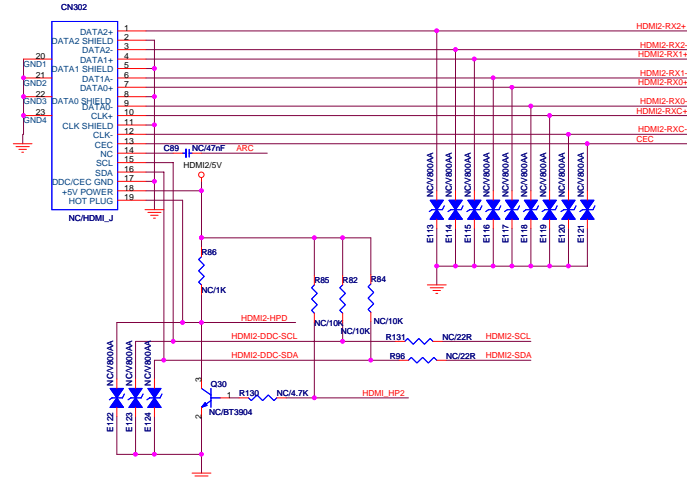 CN302
DATA2+ 1 HDMI2-RX2+
DATA2 SHIELD 2
DATA2- 3 HDMI2-RX2-
20 GND1 DATA1+ 4 HDMI2-RX1+
DATA1 SHIELD 5
21 GND2 DAT1A- 6 HDMI2-RX1-
DATA0+ 7 HDMI2-RX0+
22 GND3 DATA0 SHIELD 8
DATA0- 9 HDMI2-RX0-
23 GND4 CLK+ 10 HDMI2-RXC+
CLK SHIELD 11
CLK- 12 HDMI2-RXC-
CEC 13 CEC
NC 14 C89 NC/47nF ARC
SCL 15 HDMI2/5V
SDA 16
DDC/CEC GND 17
+5V POWER 18
HOT PLUG 19
NC/HDMI_J
NC/V800AA NC/V800AA NC/V800AA NC/V800AA NC/V800AA NC/V800AA NC/V800AA NC/V800AA NC/V800AA
E113 E114 E115 E116 E117 E118 E119 E120 E121
R86 NC/1K
R85 NC/10K
R82 NC/10K
R84 NC/10K
HDMI2-HPD
HDMI2-DDC-SCL R131 NC/22R HDMI2-SCL
HDMI2-DDC-SDA R96 NC/22R HDMI2-SDA
NC/V800AA NC/V800AA NC/V800AA
E122 E123 E124
3 Q30
1 R130 NC/4.7K HDMI_HP2
2 NC/BT3904